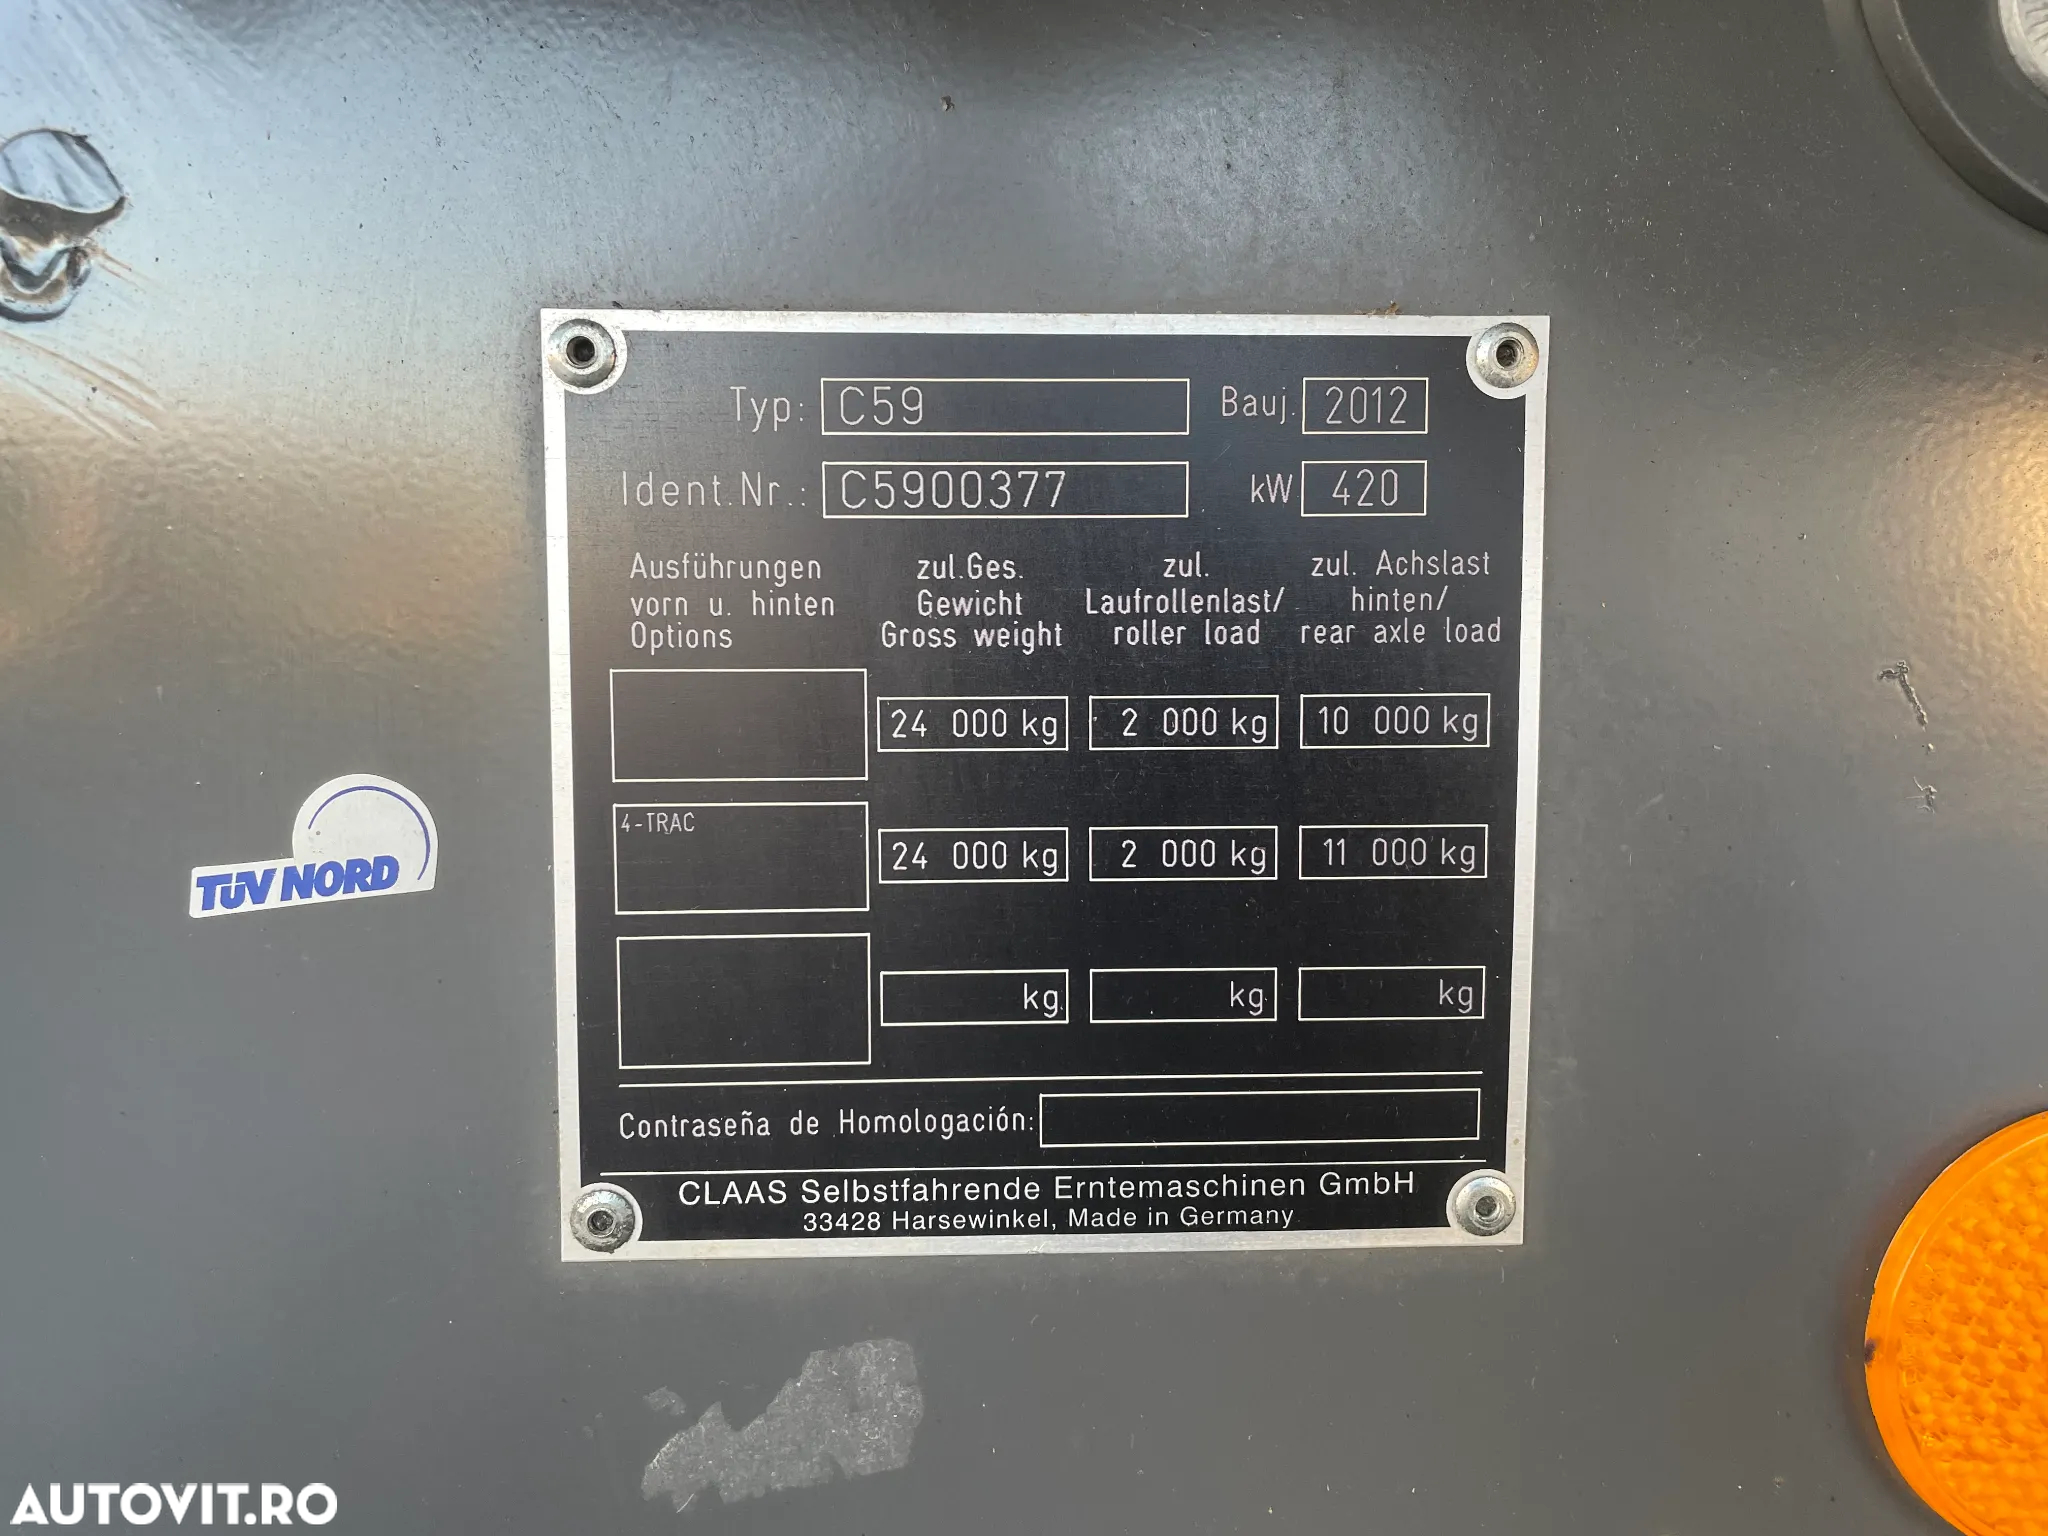 Typ: C59 Bauj. 2012
Ident.Nr.: C5900377 kW 420
Ausführungen vorn u. hinten Options
zul.Ges. Gewicht Gross weight
zul. Laufrollenlast/ roller load
zul. Achslast hinten/ rear axle load
24 000 kg 2 000 kg 10 000 kg
4-TRAC 24 000 kg 2 000 kg 11 000 kg
kg kg kg
Contraseña de Homologación:
CLAAS Selbstfahrende Erntemaschinen GmbH
33428 Harsewinkel, Made in Germany
TÜV NORD
AUTOVIT.RO